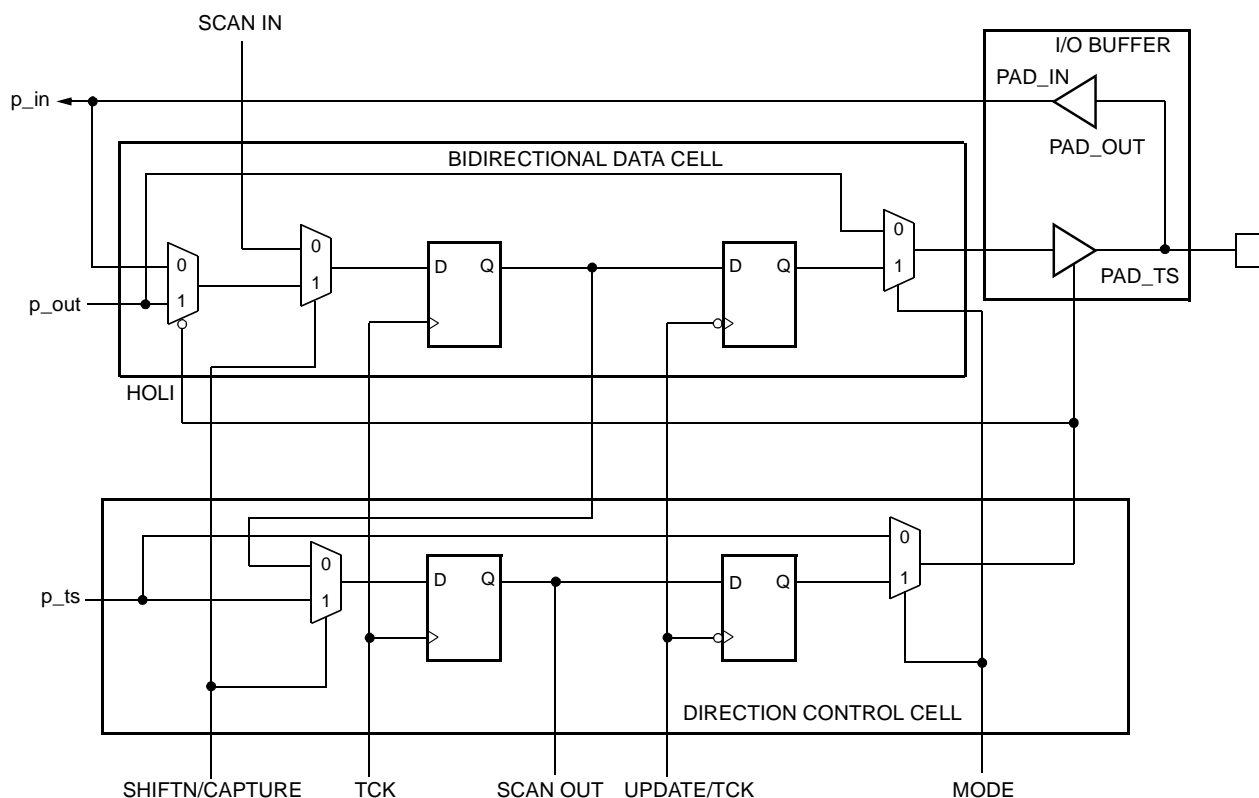 SCAN IN
I/O BUFFER
PAD_IN
p_in
PAD_OUT
BIDIRECTIONAL DATA CELL
0
0
0
1
D Q
D Q
1
1
p_out
PAD_TS
HOLI
0
0
D Q
D Q
1
1
p_ts
DIRECTION CONTROL CELL
SHIFTN/CAPTURE
TCK
SCAN OUT
UPDATE/TCK
MODE